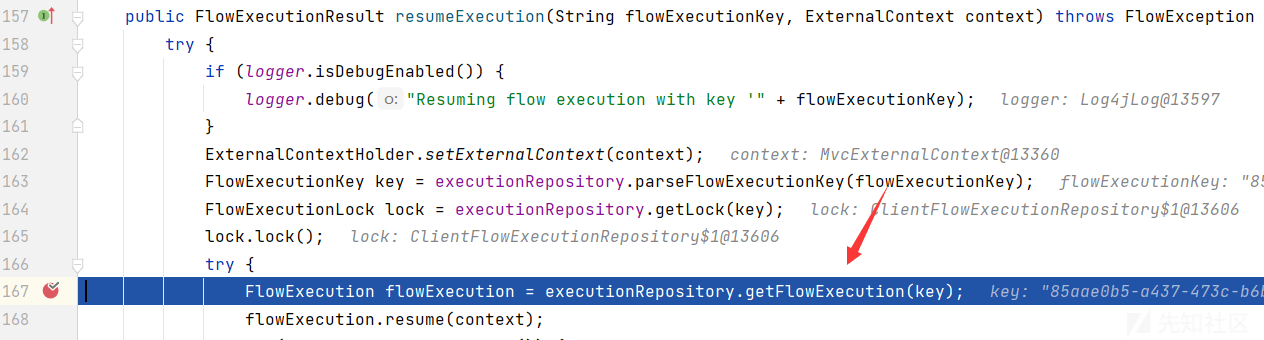 157 public FlowExecutionResult resumeExecution(String flowExecutionKey, ExternalContext context) throws FlowException
158 try {
159 if (logger.isDebugEnabled()) {
160 logger.debug( o: "Resuming flow execution with key '" + flowExecutionKey); logger: Log4jLog@13597
161 }
162 ExternalContextHolder.setExternalContext(context); context: MvcExternalContext@13360
163 FlowExecutionKey key = executionRepository.parseFlowExecutionKey(flowExecutionKey); flowExecutionKey: "85
164 FlowExecutionLock lock = executionRepository.getLock(key); lock: ClientFlowExecutionRepository$1@13606
165 lock.lock(); lock: ClientFlowExecutionRepository$1@13606
166 try {
167 FlowExecution flowExecution = executionRepository.getFlowExecution(key); key: "85aae0b5-a437-473c-b6b
168 flowExecution.resume(context);
先知社区